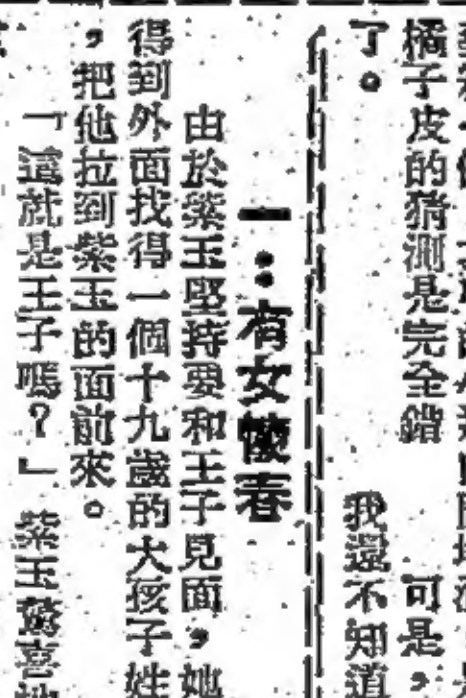 橘子皮的猜測是完全錯　可是，
了。　我還不知道
一：有女懷春
由於紫玉堅持要和王子見面，她
得到外面找得一個十九歲的大孩子姓
，把他拉到紫玉的面前來。
「這就是王子嗎？」紫玉驚喜地